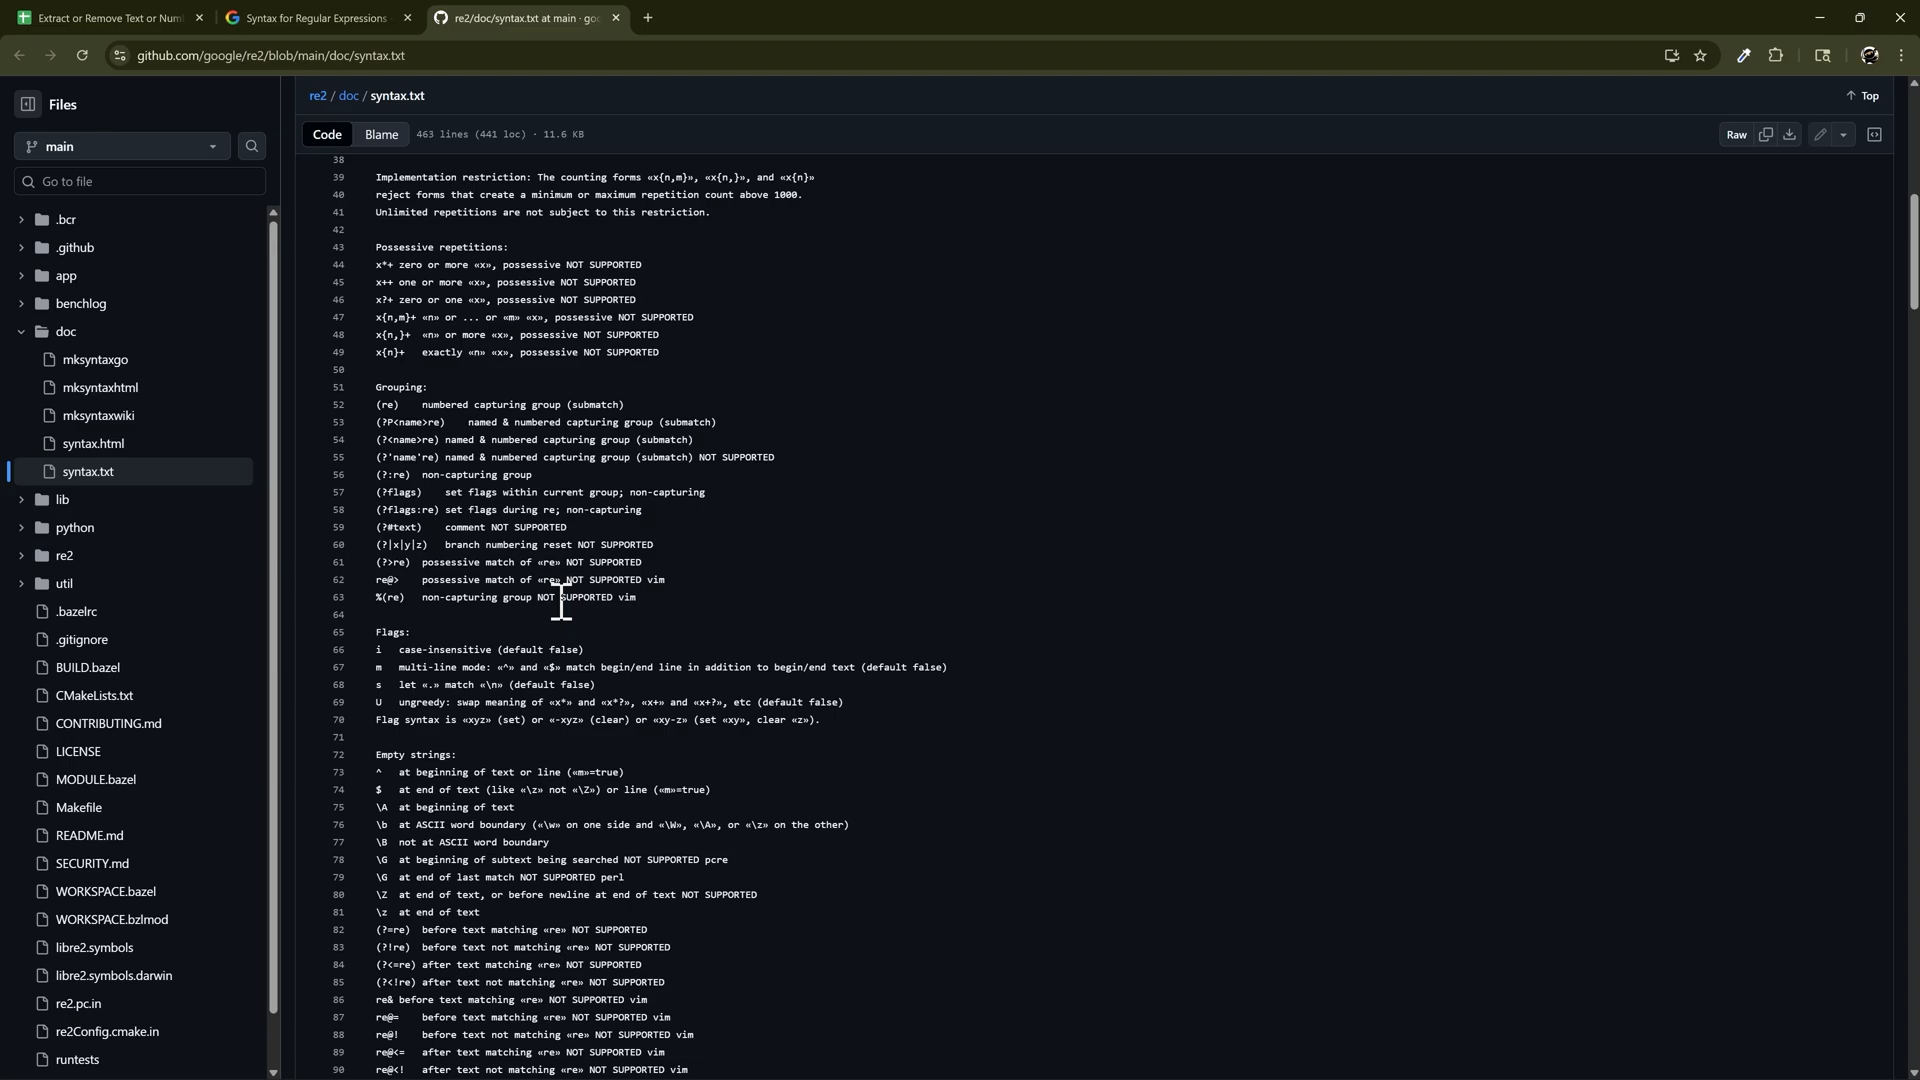 Extract or Remove Text or Num
Syntax for Regular Expressions
re2/doc/syntax.txt at main · goo
github.com/google/re2/blob/main/doc/syntax.txt
Files
main
Go to file
.bcr
.github
app
benchlog
doc
mksyntaxgo
mksyntaxhtml
mksyntaxwiki
syntax.html
syntax.txt
lib
python
re2
util
.bazelrc
.gitignore
BUILD.bazel
CMakeLists.txt
CONTRIBUTING.md
LICENSE
MODULE.bazel
Makefile
README.md
SECURITY.md
WORKSPACE.bazel
WORKSPACE.bzlmod
libre2.symbols
libre2.symbols.darwin
re2.pc.in
re2Config.cmake.in
runtests
re2 / doc / syntax.txt
Top
Code Blame 463 lines (441 loc) · 11.6 KB
Raw
38
39 Implementation restriction: The counting forms «x{n,m}», «x{n,}», and «x{n}»
40 reject forms that create a minimum or maximum repetition count above 1000.
41 Unlimited repetitions are not subject to this restriction.
42
43 Possessive repetitions:
44 x*+ zero or more «x», possessive NOT SUPPORTED
45 x++ one or more «x», possessive NOT SUPPORTED
46 x?+ zero or one «x», possessive NOT SUPPORTED
47 x{n,m}+ «n» or ... or «m» «x», possessive NOT SUPPORTED
48 x{n,}+ «n» or more «x», possessive NOT SUPPORTED
49 x{n}+ exactly «n» «x», possessive NOT SUPPORTED
50
51 Grouping:
52 (re) numbered capturing group (submatch)
53 (?P<name>re) named & numbered capturing group (submatch)
54 (?<name>re) named & numbered capturing group (submatch)
55 (?'name're) named & numbered capturing group (submatch) NOT SUPPORTED
56 (?:re) non-capturing group
57 (?flags) set flags within current group; non-capturing
58 (?flags:re) set flags during re; non-capturing
59 (?#text) comment NOT SUPPORTED
60 (?|x|y|z) branch numbering reset NOT SUPPORTED
61 (?>re) possessive match of «re» NOT SUPPORTED
62 re@> possessive match of «re» NOT SUPPORTED vim
63 %(re) non-capturing group NOT SUPPORTED vim
64
65 Flags:
66 i case-insensitive (default false)
67 m multi-line mode: «^» and «$» match begin/end line in addition to begin/end text (default false)
68 s let «.» match «\n» (default false)
69 U ungreedy: swap meaning of «x*» and «x*?», «x+» and «x+?», etc (default false)
70 Flag syntax is «xyz» (set) or «-xyz» (clear) or «xy-z» (set «xy», clear «z»).
71
72 Empty strings:
73 ^ at beginning of text or line («m»=true)
74 $ at end of text (like «\z» not «\Z») or line («m»=true)
75 \A at beginning of text
76 \b at ASCII word boundary («\w» on one side and «\W», «\A», or «\z» on the other)
77 \B not at ASCII word boundary
78 \G at beginning of subtext being searched NOT SUPPORTED pcre
79 \G at end of last match NOT SUPPORTED perl
80 \Z at end of text, or before newline at end of text NOT SUPPORTED
81 \z at end of text
82 (?=re) before text matching «re» NOT SUPPORTED
83 (?!re) before text not matching «re» NOT SUPPORTED
84 (?<=re) after text matching «re» NOT SUPPORTED
85 (?<!re) after text not matching «re» NOT SUPPORTED
86 re& before text matching «re» NOT SUPPORTED vim
87 re@= before text matching «re» NOT SUPPORTED vim
88 re@! before text not matching «re» NOT SUPPORTED vim
89 re@<= after text matching «re» NOT SUPPORTED vim
90 re@<! after text not matching «re» NOT SUPPORTED vim